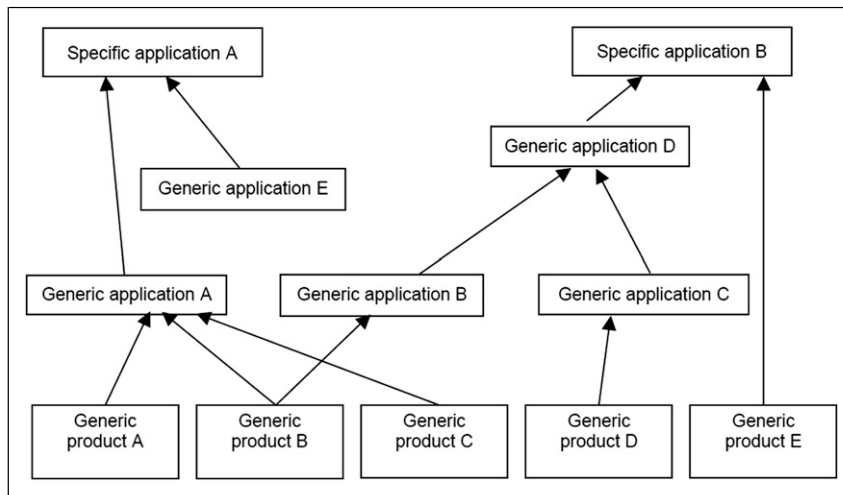 Specific application A
Specific application B
Generic application D
Generic application E
Generic application A
Generic application B
Generic application C
Generic
product A
Generic
product B
Generic
product C
Generic
product D
Generic
product E